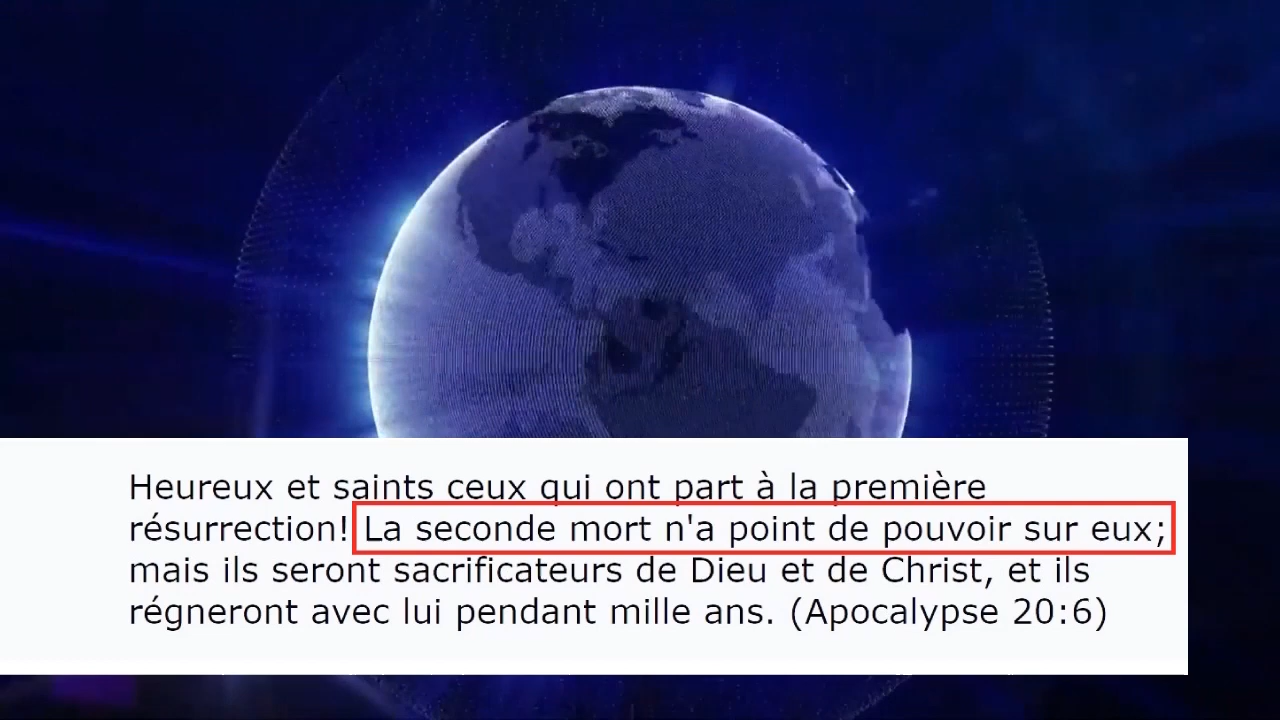 Heureux et saints ceux qui ont part à la première
résurrection! La seconde mort n'a point de pouvoir sur eux;
mais ils seront sacrificateurs de Dieu et de Christ, et ils
régneront avec lui pendant mille ans. (Apocalypse 20:6)